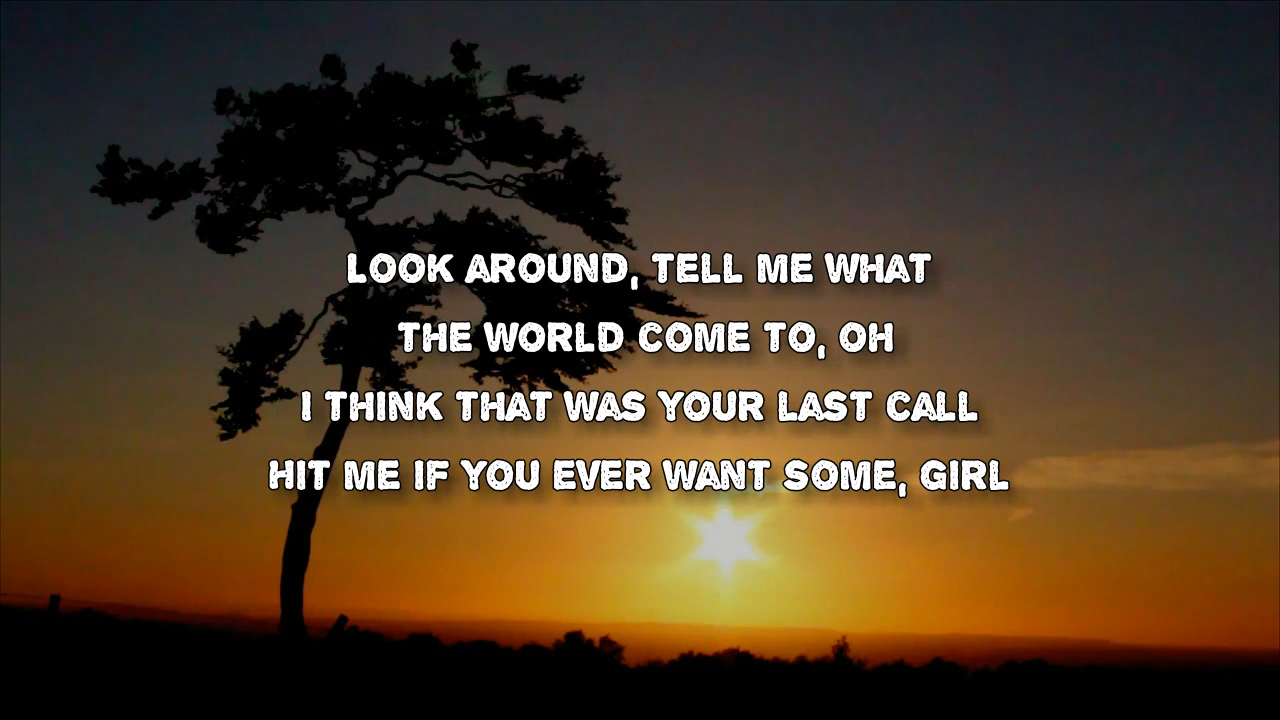 LOOK AROUND, TELL ME WHAT
THE WORLD COME TO, OH
I THINK THAT WAS YOUR LAST CALL
HIT ME IF YOU EVER WANT SOME, GIRL